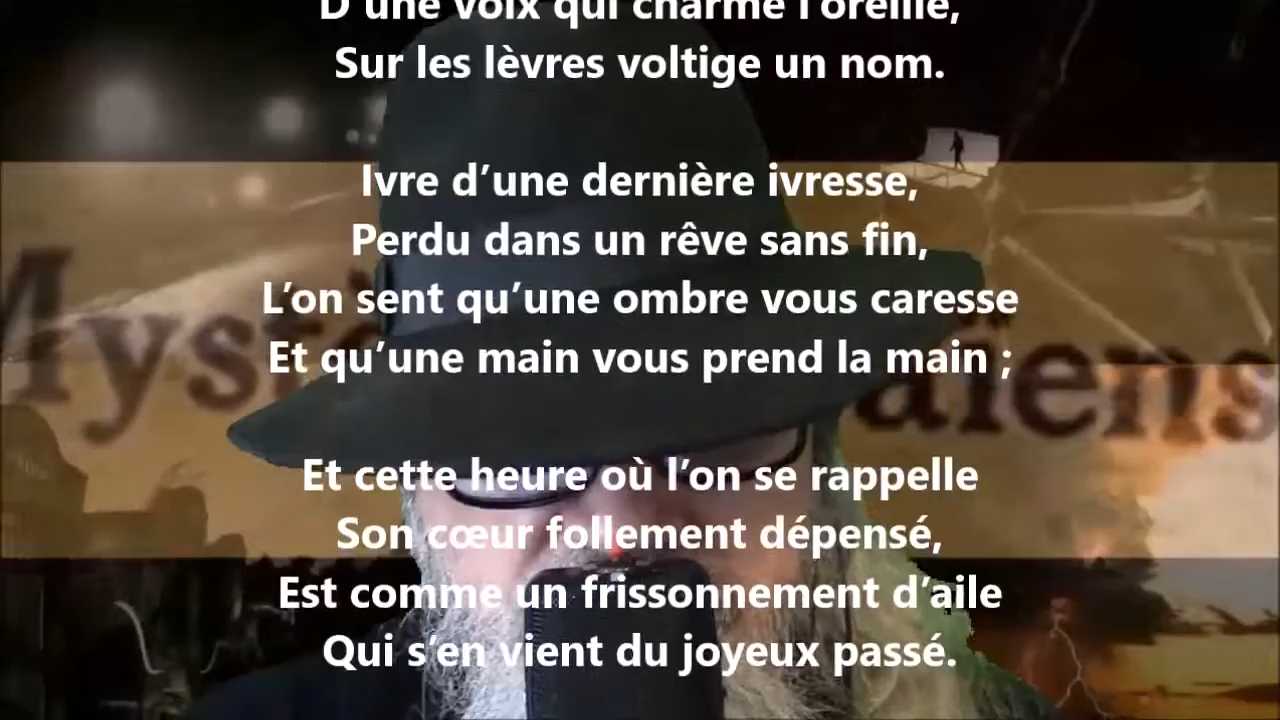 D'une voix qui charme l'oreille,
Sur les lèvres voltige un nom.
Ivre d’une dernière ivresse,
Perdu dans un rêve sans fin,
L’on sent qu’une ombre vous caresse
Et qu’une main vous prend la main ;
Et cette heure où l’on se rappelle
Son cœur follement dépensé,
Est comme un frissonnement d’aile
Qui s’en vient du joyeux passé.